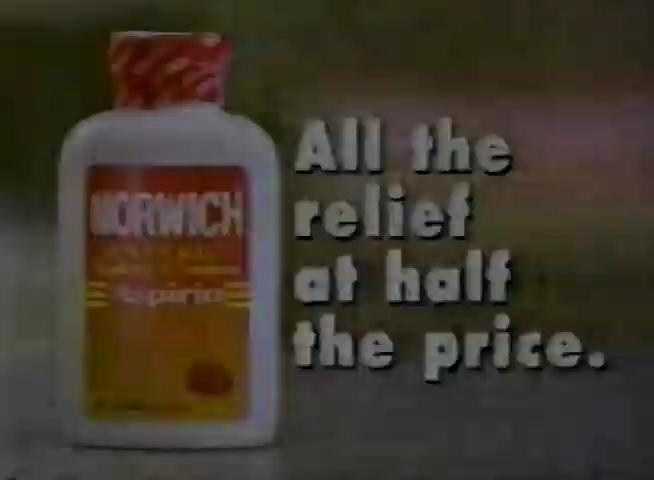 NORWICH
Aspirin
All the
relief
at half
the price.